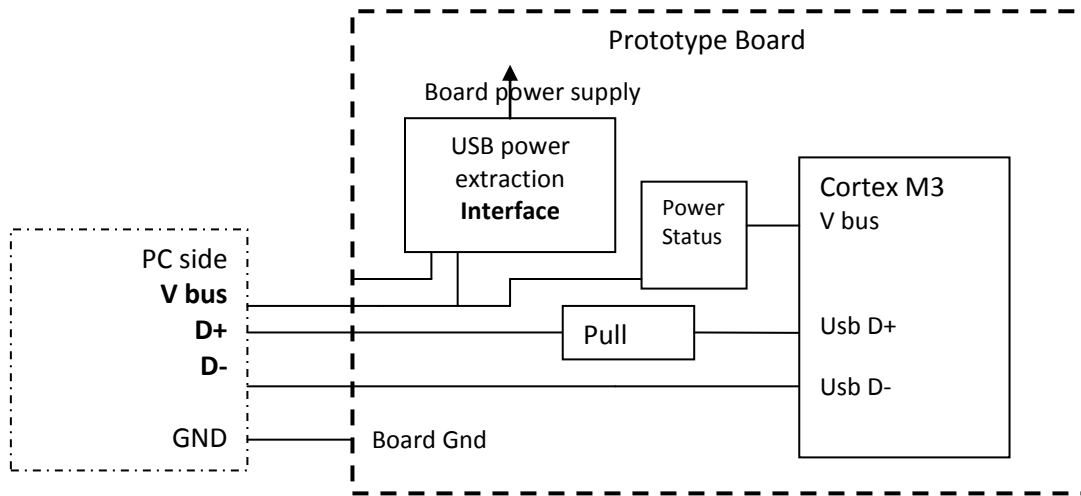 Prototype Board
Board power supply
USB power
extraction
Interface
Power
Status
Cortex M3
V bus
PC side
V bus
D+
D-
GND
Pull
Usb D+
Usb D-
Board Gnd